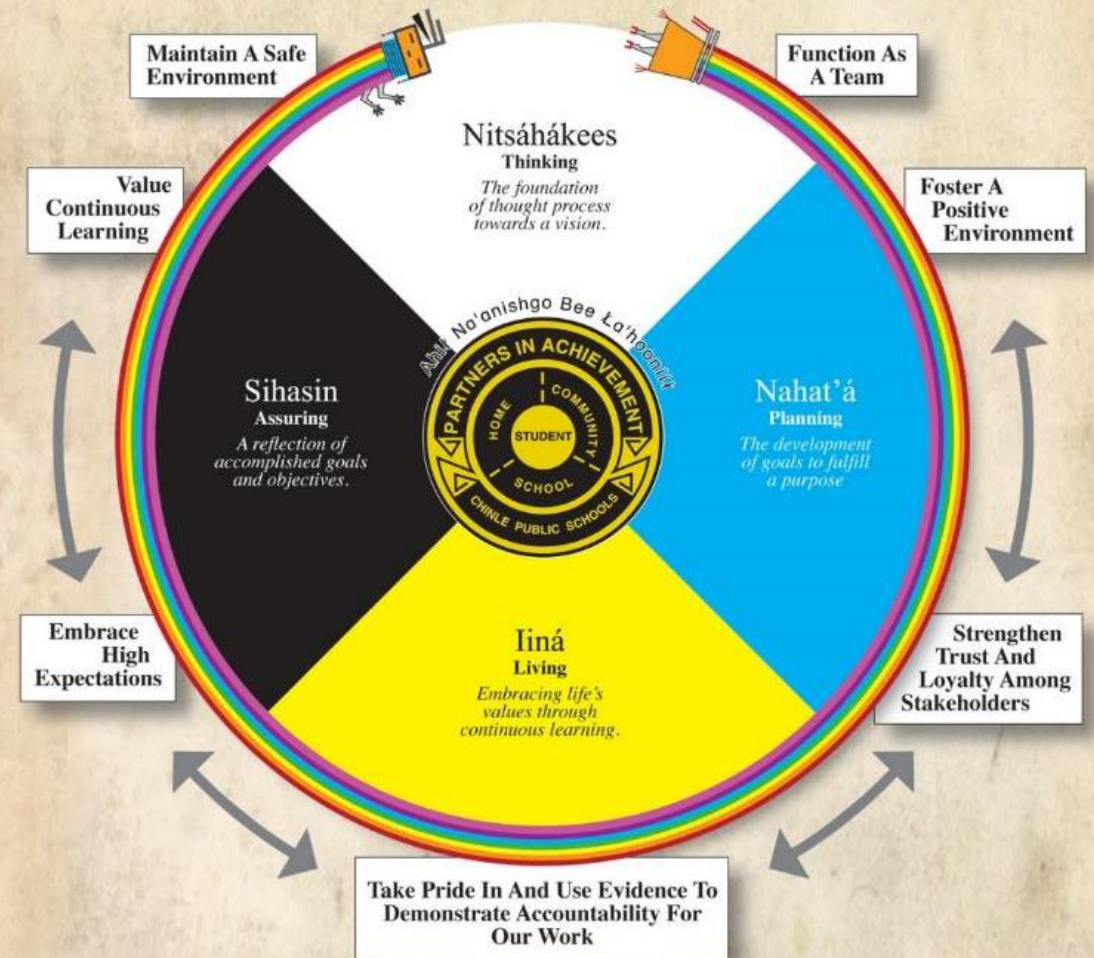 Maintain A Safe
Environment
Function As
A Team
Value
Continuous
Learning
Foster A
Positive
Environment
Nitsáhákees
Thinking
The foundation
of thought process
towards a vision.
Sihasin
Assuring
A reflection of
accomplished goals
and objectives.
Na'anishgo Bee
PARTNERS IN ACHIEVEMENT
HOME
COMMUNITY
STUDENT
SCHOOL
CHINLE PUBLIC SCHOOLS
Nahat'á
Planning
The development
of goals to fulfill
a purpose
Iiná
Living
Embracing life's
values through
continuous learning.
Embrace
High
Expectations
Strengthen
Trust And
Loyalty Among
Stakeholders
Take Pride In And Use Evidence To
Demonstrate Accountability For
Our Work